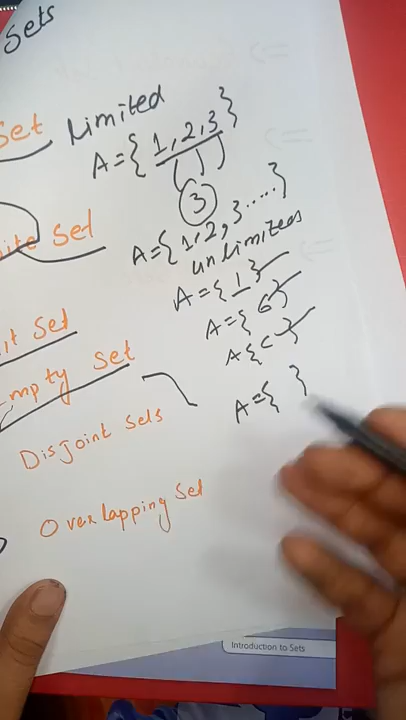 Sets
Set Limited
A={1,2,3}
3
Set
A={1,2,3....}
unlimited
A={1}
it Set
A={6}
mpty Set
A{c}
Disjoint Sets
A={ }
Overlapping Set
Introduction to Sets